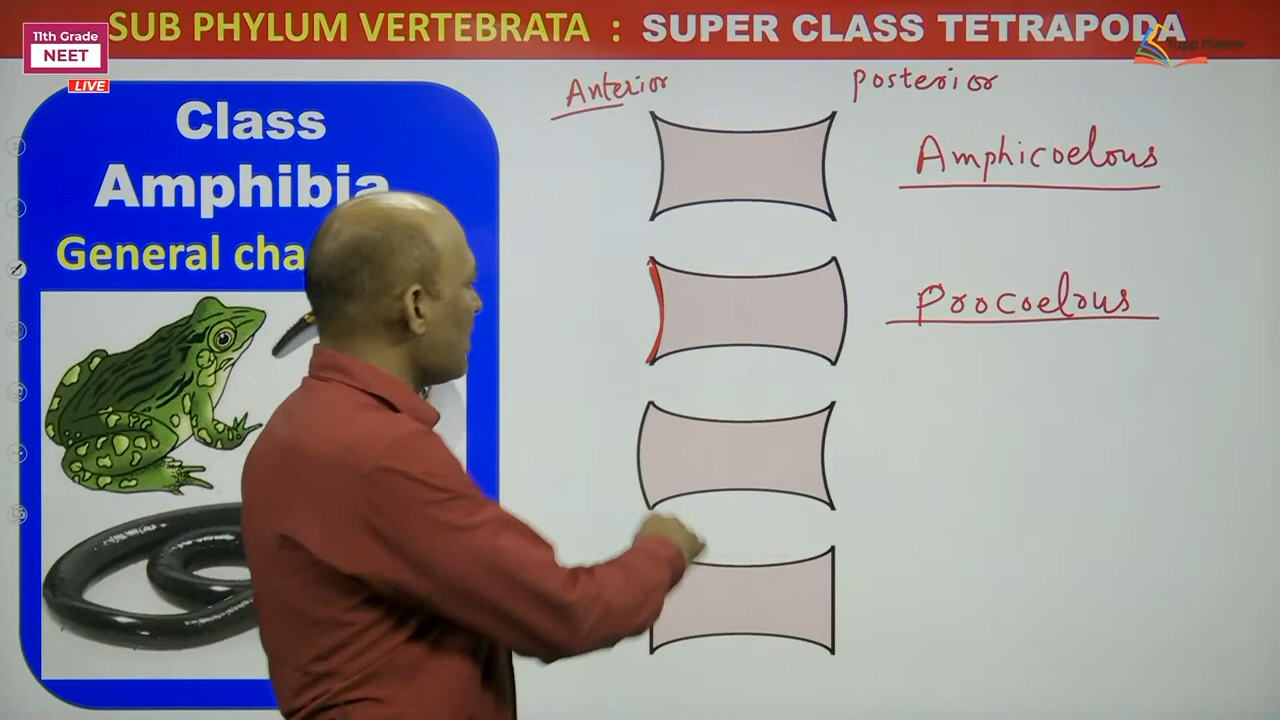 SUB PHYLUM VERTEBRATA : SUPER CLASS TETRAPODA
11th Grade
NEET
LIVE
Anterior
posterior
Class
Amphibia
General cha
Amphicoelous
procoelous